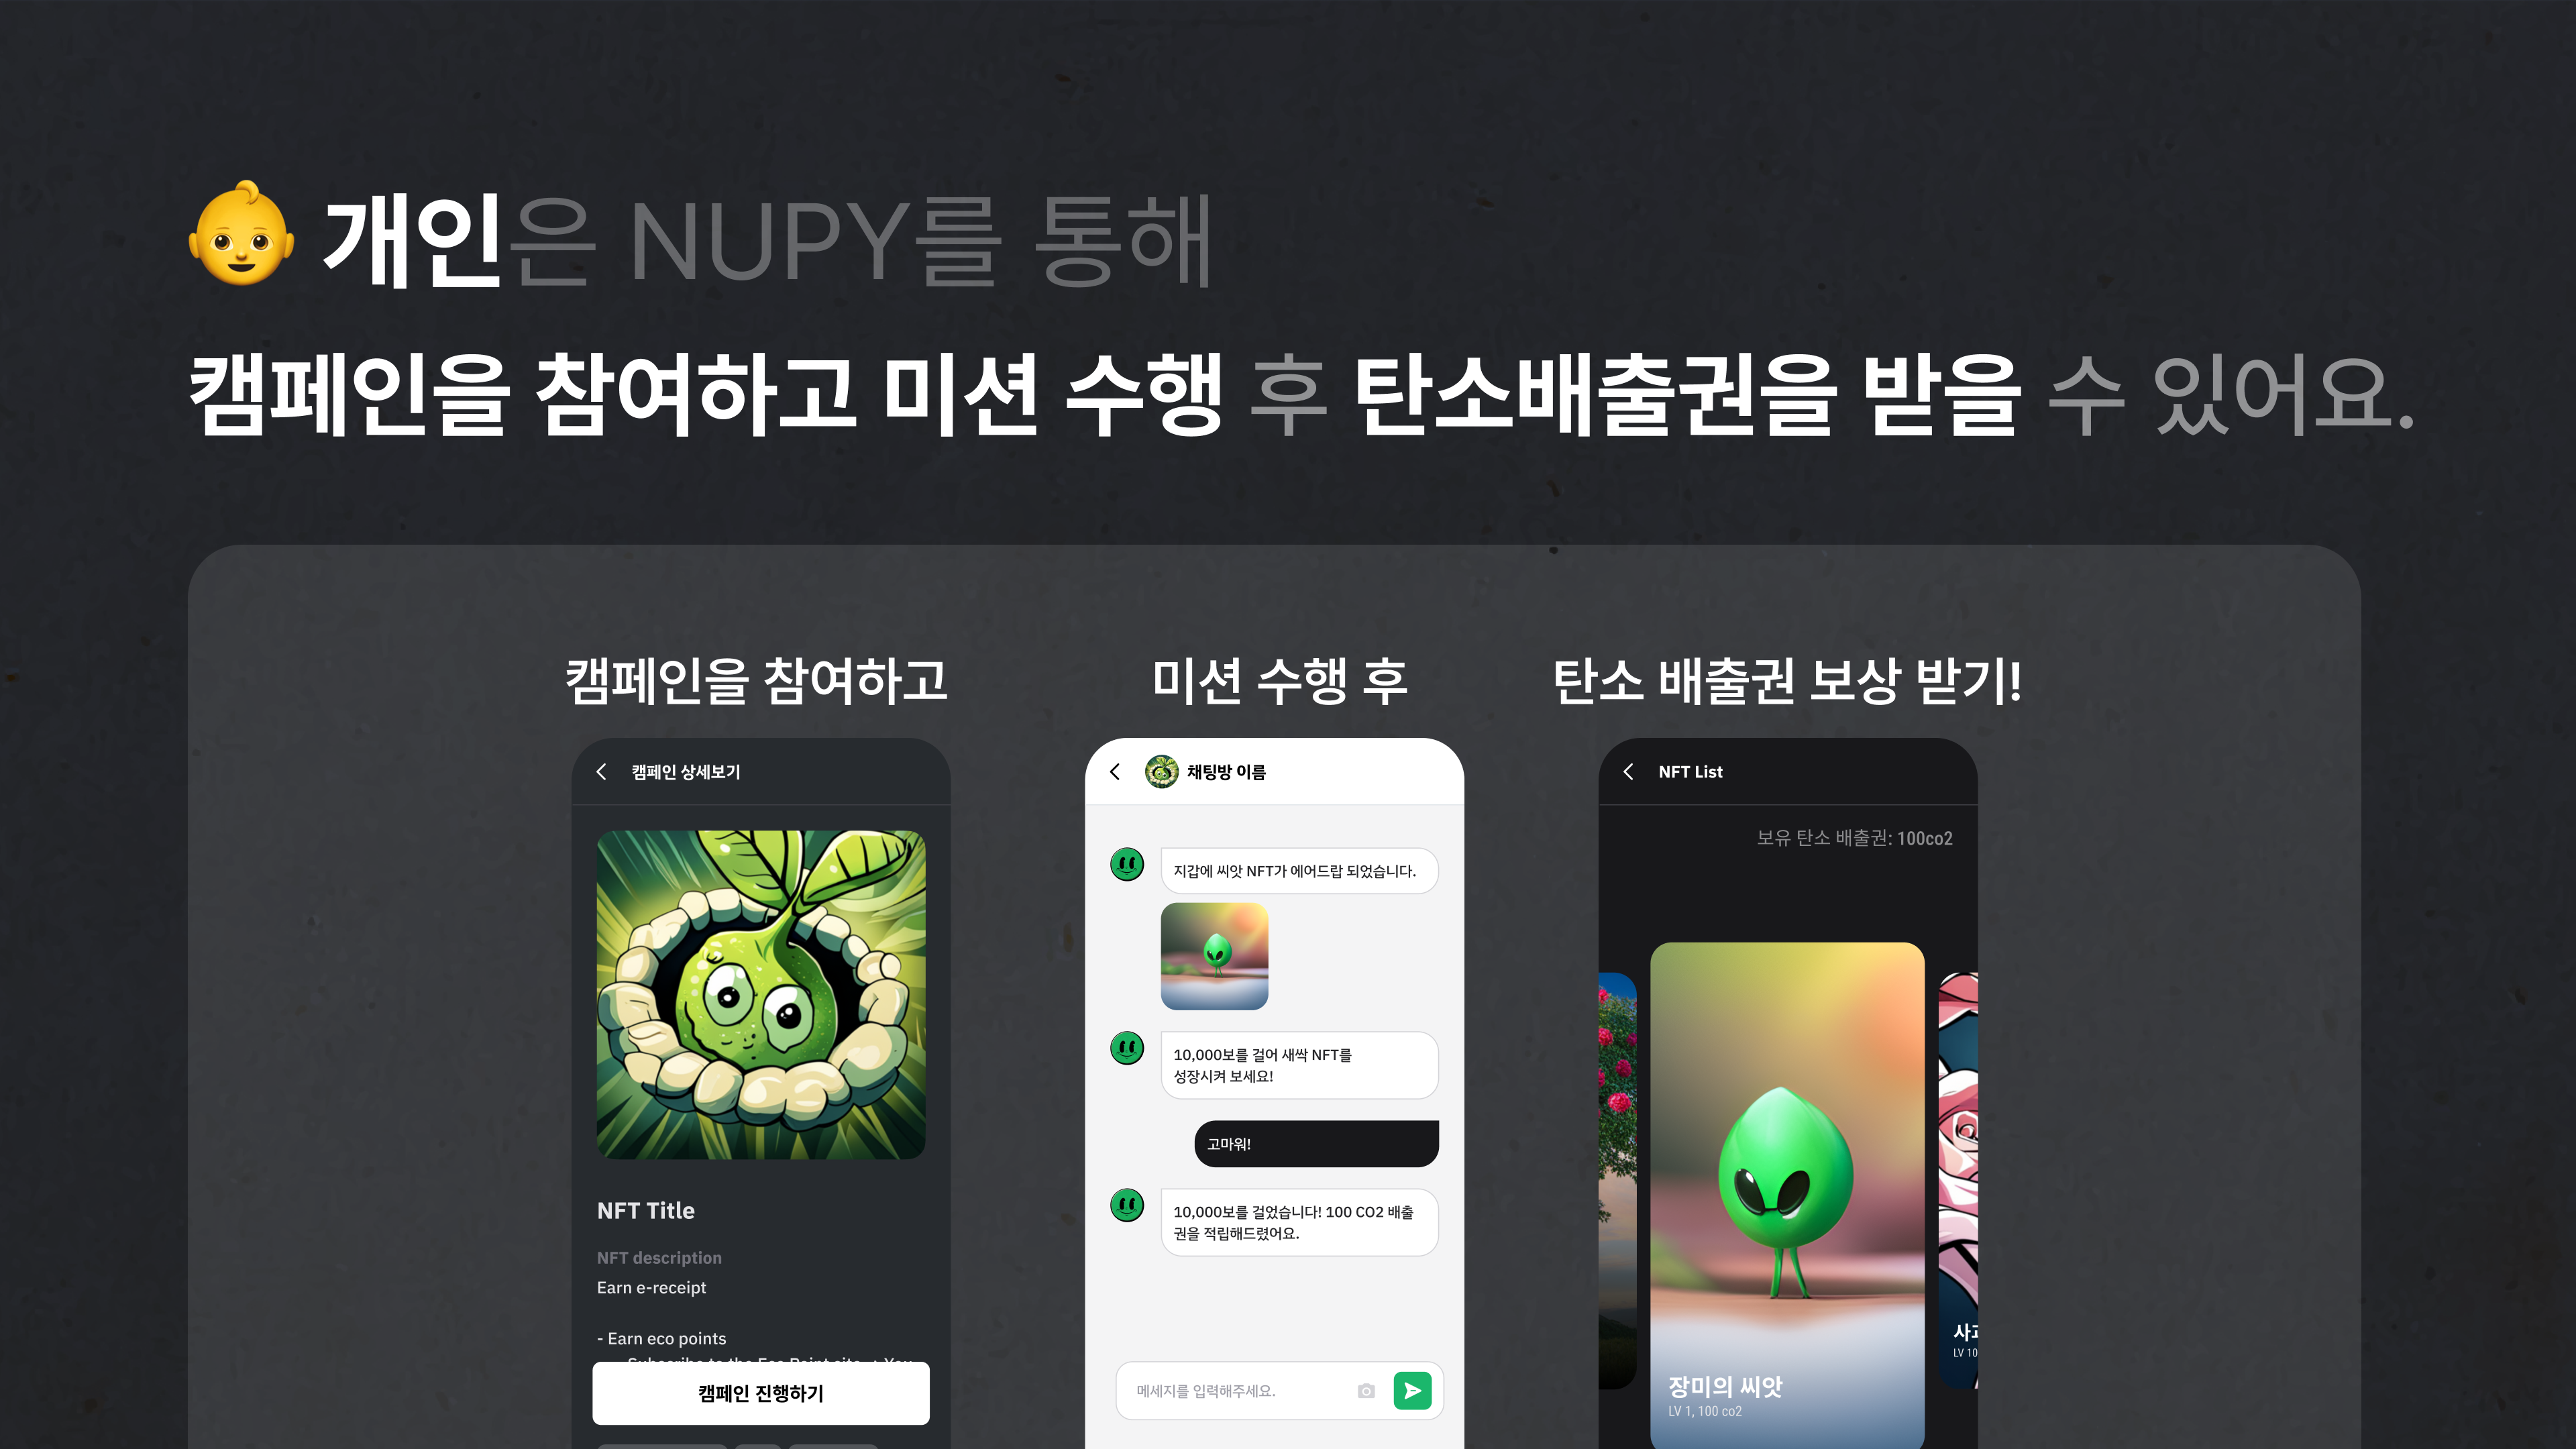 개인은 NUPY를 통해
캠페인을 참여하고 미션 수행 후 탄소배출권을 받을 수 있어요.
캠페인을 참여하고
미션 수행 후
탄소 배출권 보상 받기!
캠페인 상세보기
NFT Title
NFT description
Earn e-receipt
- Earn eco points
캠페인 진행하기
채팅방 이름
지갑에 씨앗 NFT가 에어드랍 되었습니다.
10,000보를 걸어 새싹 NFT를
성장시켜 보세요!
고마워!
10,000보를 걸었습니다! 100 CO2 배출
권을 적립해드렸어요.
메세지를 입력해주세요.
NFT List
보유 탄소 배출권: 100co2
장미의 씨앗
LV 1, 100 co2
LV 10